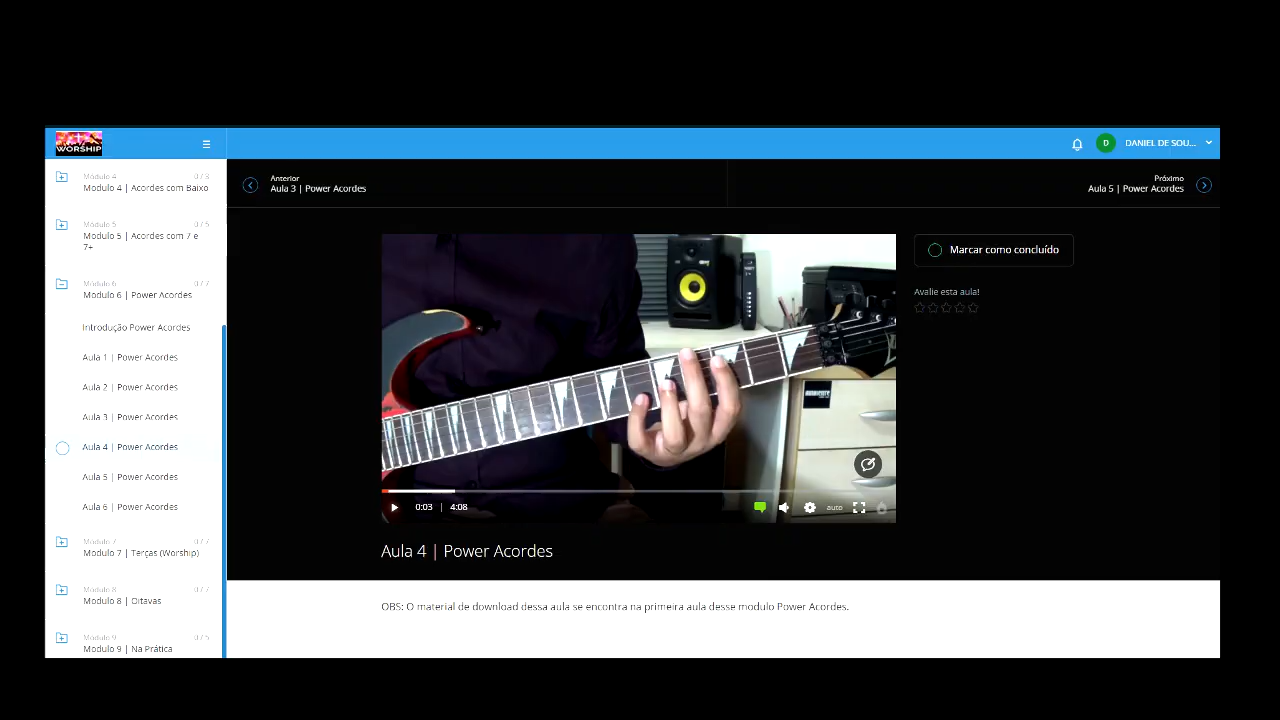 WORSHIP
DANIEL DE SOU...
Módulo 4 0 / 3
Modulo 4 | Acordes com Baixo
Módulo 5 0 / 5
Modulo 5 | Acordes com 7 e
7+
Módulo 6 0 / 7
Modulo 6 | Power Acordes
Introdução Power Acordes
Aula 1 | Power Acordes
Aula 2 | Power Acordes
Aula 3 | Power Acordes
Aula 4 | Power Acordes
Aula 5 | Power Acordes
Aula 6 | Power Acordes
Módulo 7 0 / 7
Modulo 7 | Terças (Worship)
Módulo 8 0 / 7
Modulo 8 | Oitavas
Módulo 9 0 / 5
Modulo 9 | Na Prática
Anterior
Aula 3 | Power Acordes
Próximo
Aula 5 | Power Acordes
0:03 | 4:08
auto
Marcar como concluído
Avalie esta aula!
Aula 4 | Power Acordes
OBS: O material de download dessa aula se encontra na primeira aula desse modulo Power Acordes.